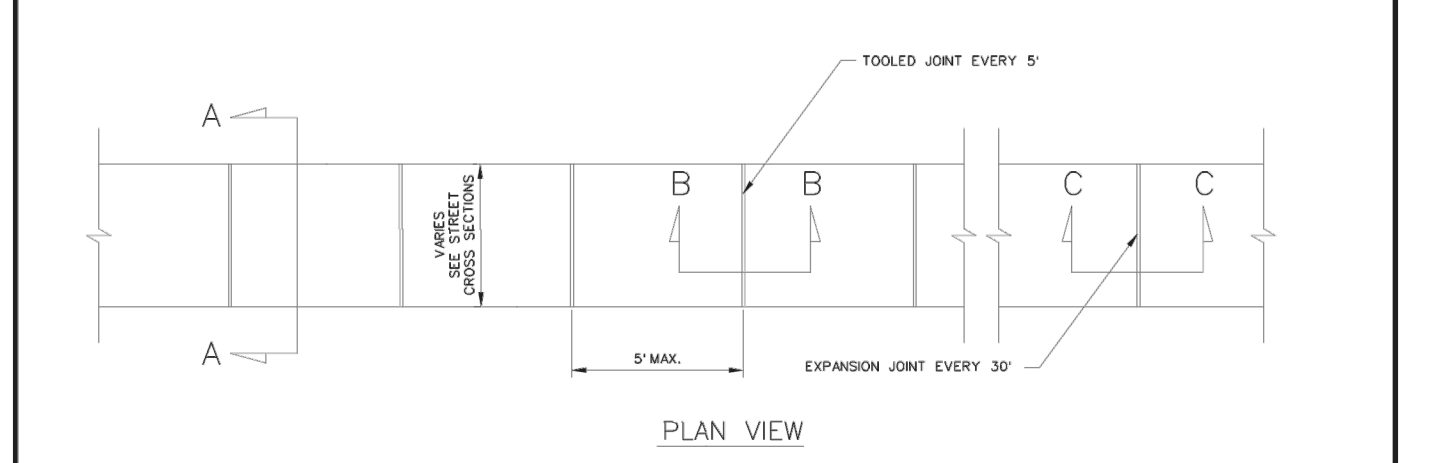 TOOLED JOINT EVERY 5'
A
A
VARIES
SEE STREET
CROSS SECTIONS
B
B
C
C
5' MAX.
EXPANSION JOINT EVERY 30'
PLAN VIEW